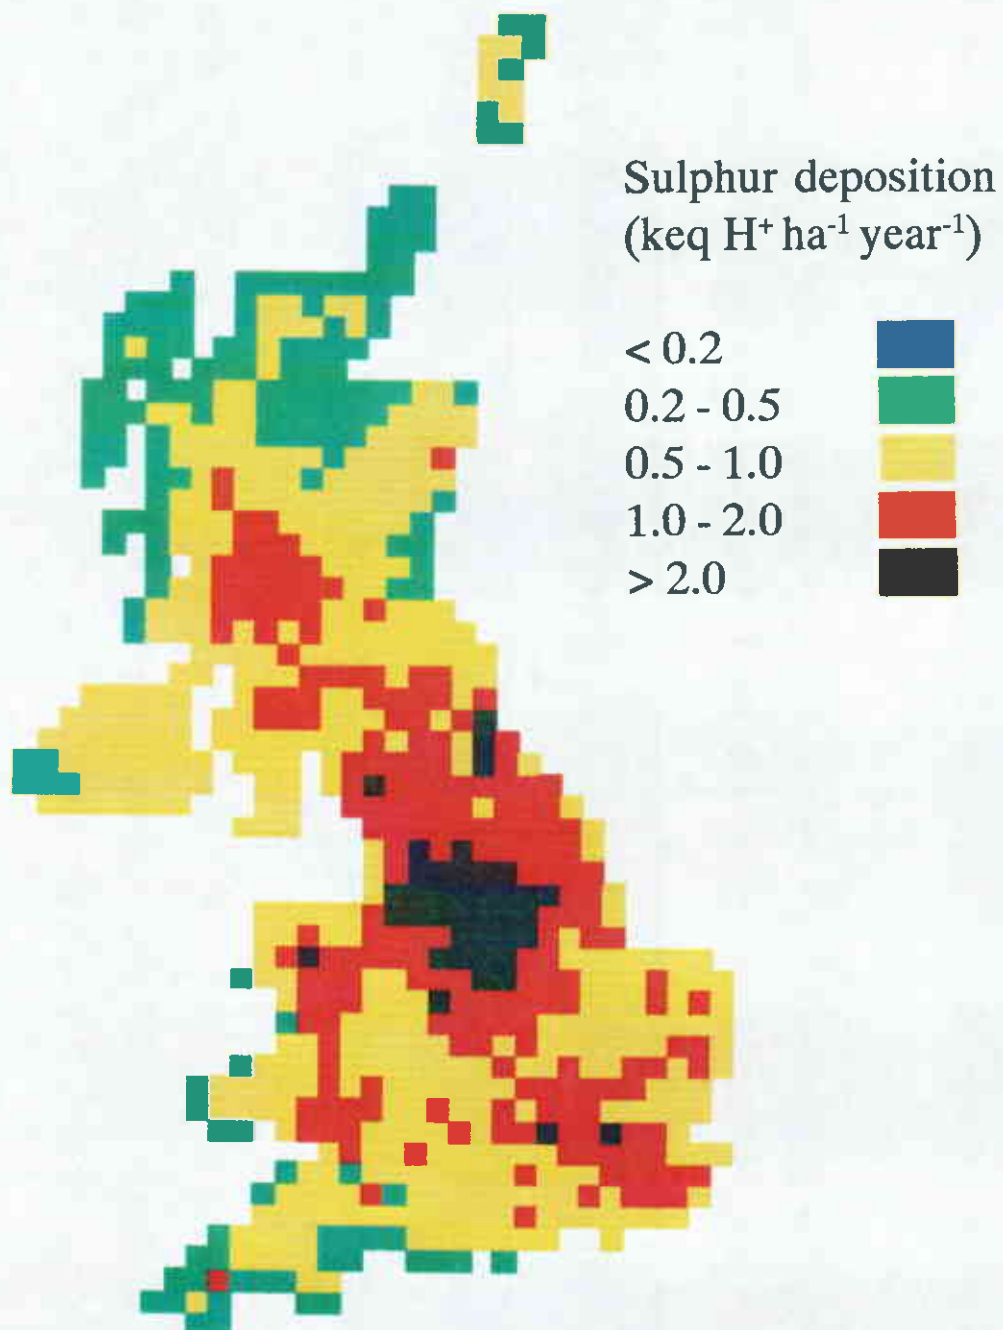 Sulphur deposition
(keq H⁺ ha⁻¹ year⁻¹)
< 0.2
0.2 - 0.5
0.5 - 1.0
1.0 - 2.0
> 2.0